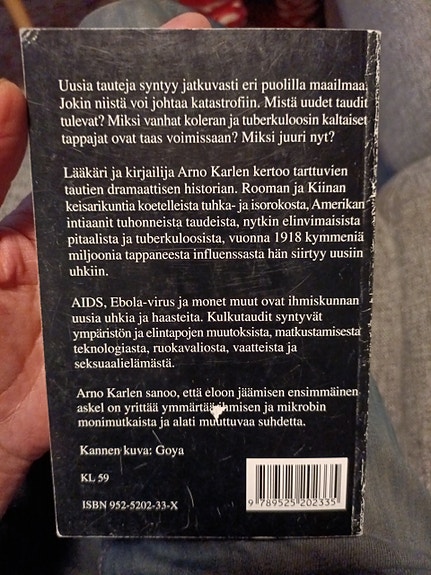 Uusia tauteja syntyy jatkuvasti eri puolilla maailmaa.
Jokin niistä voi johtaa katastrofiin. Mistä uudet taudit
tulevat? Miksi vanhat koleran ja tuberkuloosin kaltaiset
tappajat ovat taas voimissaan? Miksi juuri nyt?
Lääkäri ja kirjailija Arno Karlen kertoo tarttuvien
tautien dramaattisen historian. Rooman ja Kiinan
keisarikuntia koetelleista tuhka- ja isorokosta, Amerikan
intiaanit tuhonneista taudeista, nytkin elinvimaisista
pitaalista ja tuberkuloosista, vuonna 1918 kymmeniä
miljoonia tappaneesta influenssasta hän siirtyy uusiin
uhkiin.
AIDS, Ebola-virus ja monet muut ovat ihmiskunnan
uusia uhkia ja haasteita. Kulkutaudit syntyvät
ympäristön ja elintapojen muutoksista, matkustamisesta
teknologiasta, ruokavaliosta, vaatteista ja
seksuaalielämästä.
Arno Karlen sanoo, että eloon jäämisen ensimmäinen
askel on yrittää ymmärtää ihmisen ja mikrobin
monimutkaista ja alati muuttuvaa suhdetta.
Kannen kuva: Goya
KL 59
ISBN 952-5202-33-X
9 789525 202335